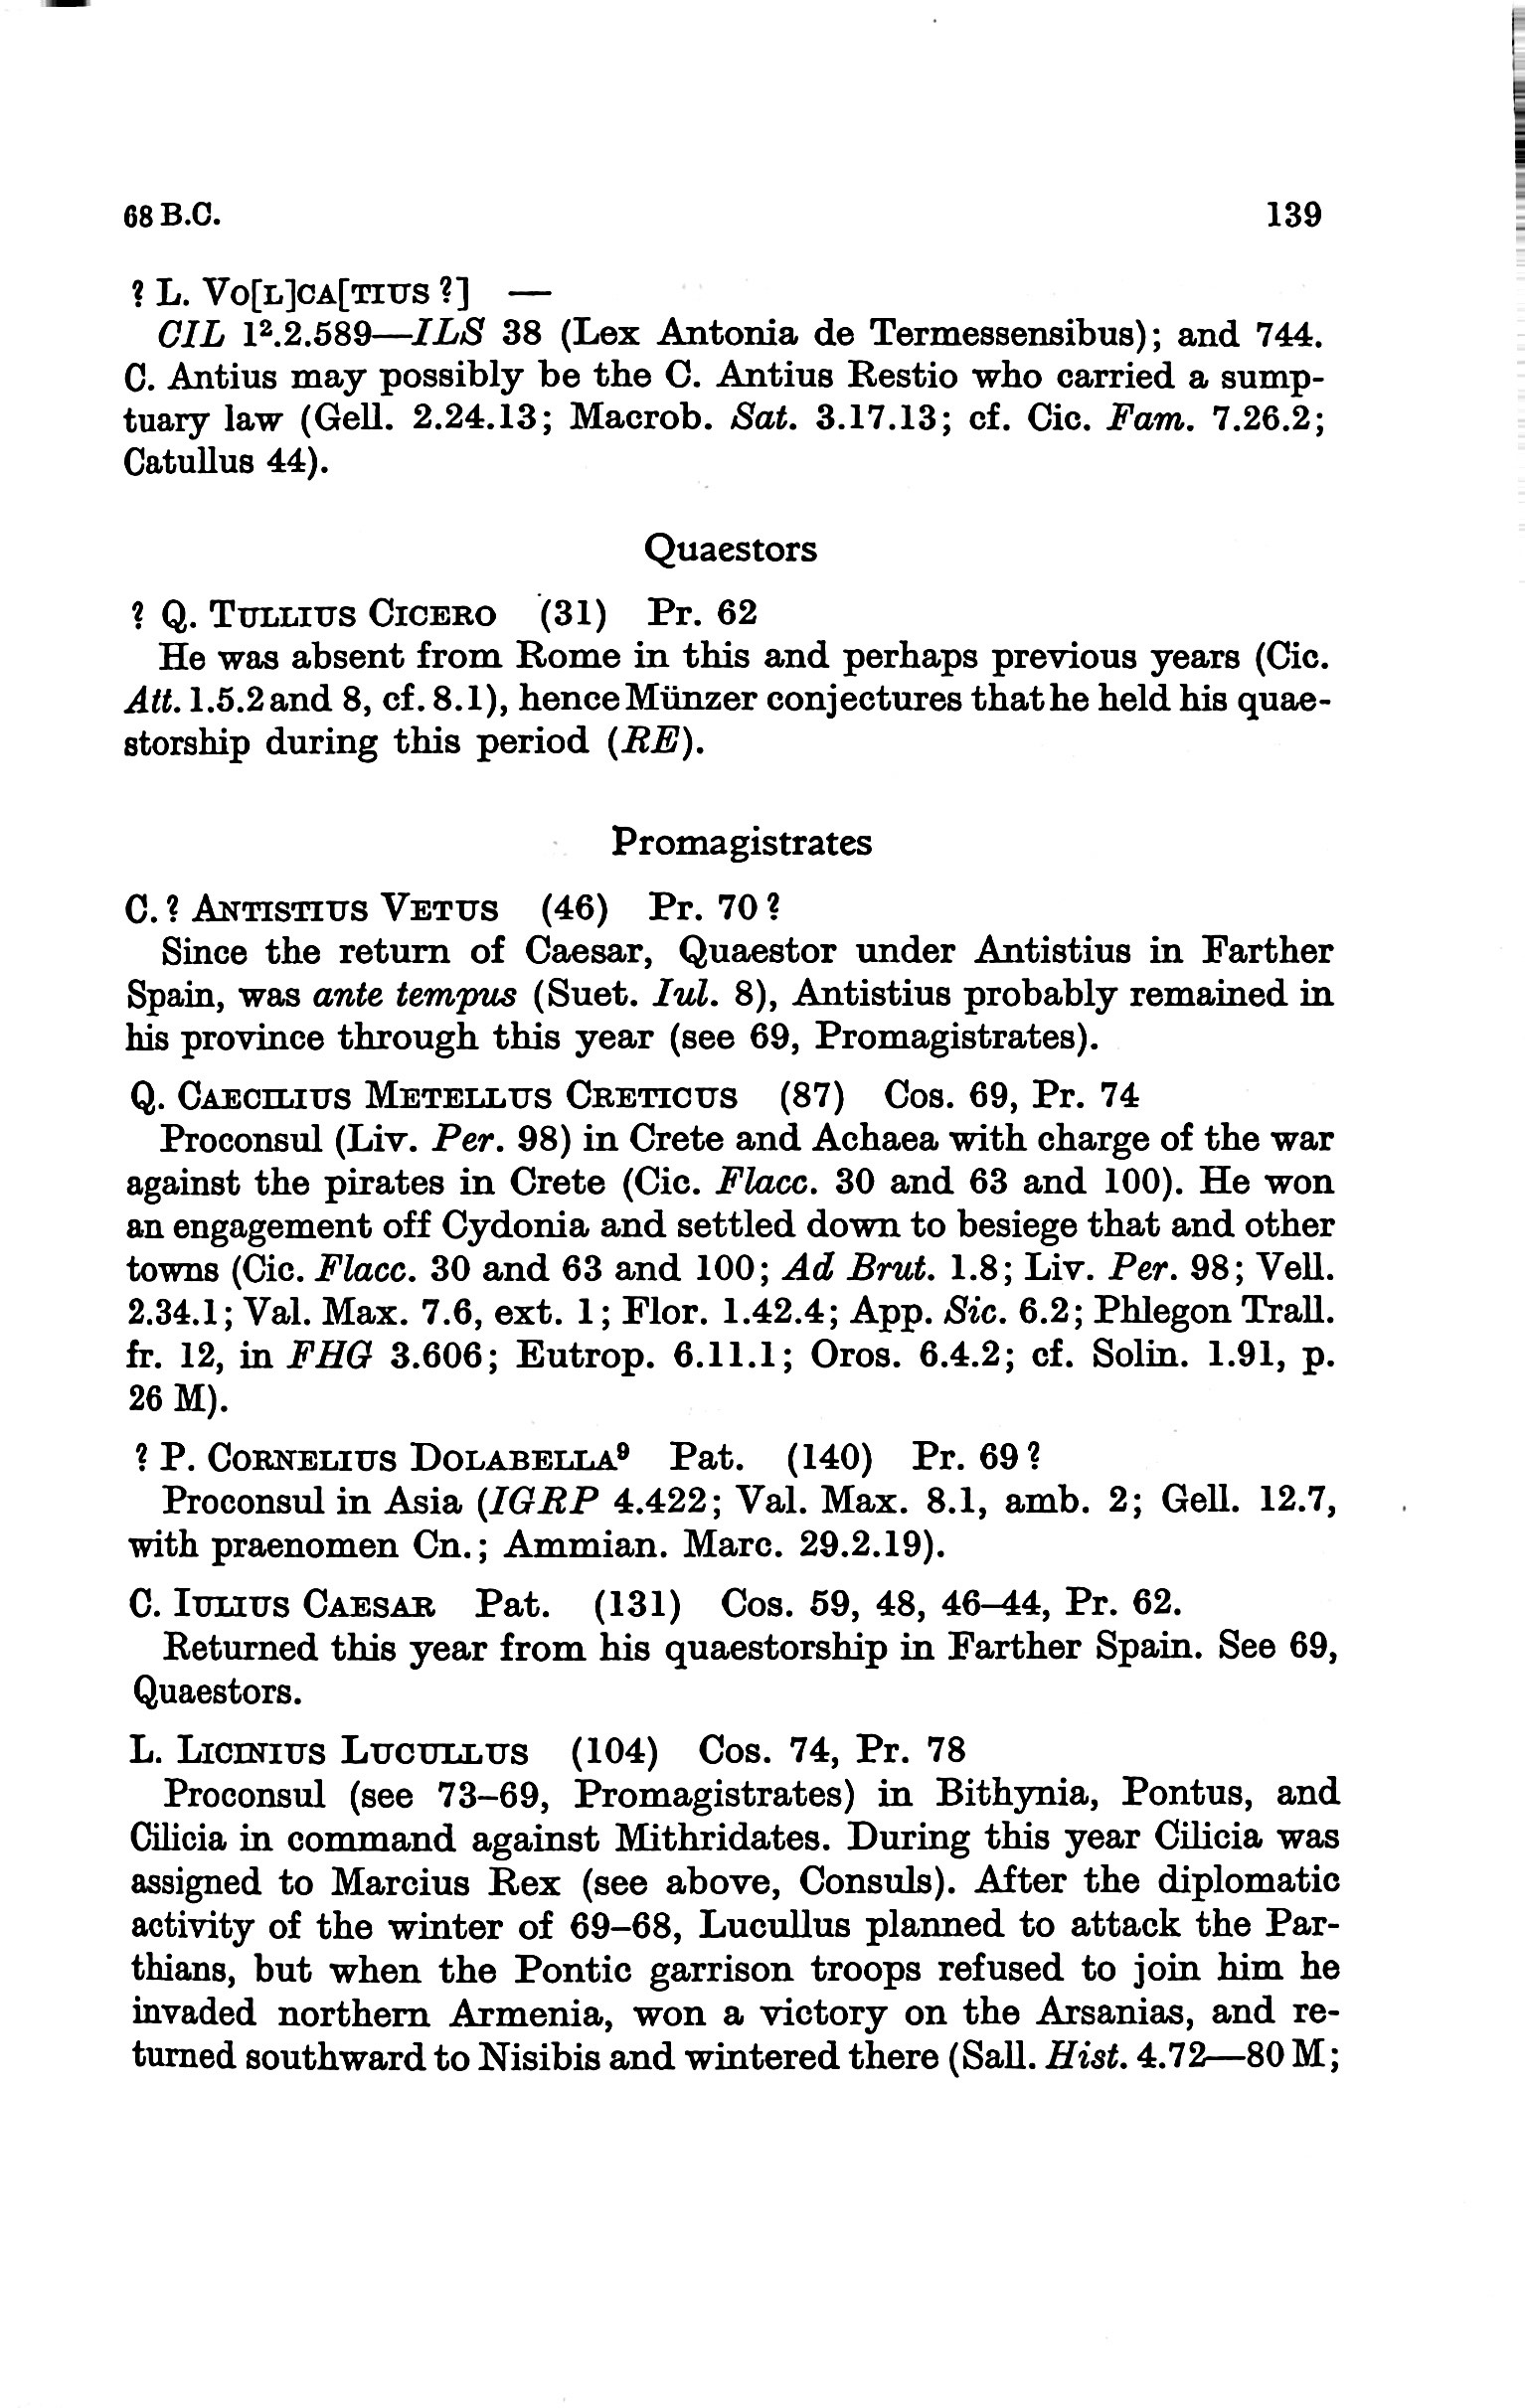 68 B.C. 139
? L. Vo[l]ca[tius ?] —
CIL 1².2.589—ILS 38 (Lex Antonia de Termessensibus); and 744.
C. Antius may possibly be the C. Antius Restio who carried a sump-
tuary law (Gell. 2.24.13; Macrob. Sat. 3.17.13; cf. Cic. Fam. 7.26.2;
Catullus 44).
Quaestors
? Q. Tullius Cicero (31) Pr. 62
He was absent from Rome in this and perhaps previous years (Cic.
Att. 1.5.2 and 8, cf. 8.1), hence Münzer conjectures that he held his quae-
storship during this period (RE).
Promagistrates
C. ? Antistius Vetus (46) Pr. 70 ?
Since the return of Caesar, Quaestor under Antistius in Farther
Spain, was ante tempus (Suet. Iul. 8), Antistius probably remained in
his province through this year (see 69, Promagistrates).
Q. Caecilius Metellus Creticus (87) Cos. 69, Pr. 74
Proconsul (Liv. Per. 98) in Crete and Achaea with charge of the war
against the pirates in Crete (Cic. Flacc. 30 and 63 and 100). He won
an engagement off Cydonia and settled down to besiege that and other
towns (Cic. Flacc. 30 and 63 and 100; Ad Brut. 1.8; Liv. Per. 98; Vell.
2.34.1; Val. Max. 7.6, ext. 1; Flor. 1.42.4; App. Sic. 6.2; Phlegon Trall.
fr. 12, in FHG 3.606; Eutrop. 6.11.1; Oros. 6.4.2; cf. Solin. 1.91, p.
26 M).
? P. Cornelius Dolabella⁹ Pat. (140) Pr. 69 ?
Proconsul in Asia (IGRP 4.422; Val. Max. 8.1, amb. 2; Gell. 12.7,
with praenomen Cn.; Ammian. Marc. 29.2.19).
C. Iulius Caesar Pat. (131) Cos. 59, 48, 46–44, Pr. 62.
Returned this year from his quaestorship in Farther Spain. See 69,
Quaestors.
L. Licinius Lucullus (104) Cos. 74, Pr. 78
Proconsul (see 73–69, Promagistrates) in Bithynia, Pontus, and
Cilicia in command against Mithridates. During this year Cilicia was
assigned to Marcius Rex (see above, Consuls). After the diplomatic
activity of the winter of 69–68, Lucullus planned to attack the Par-
thians, but when the Pontic garrison troops refused to join him he
invaded northern Armenia, won a victory on the Arsanias, and re-
turned southward to Nisibis and wintered there (Sall. Hist. 4.72—80 M;